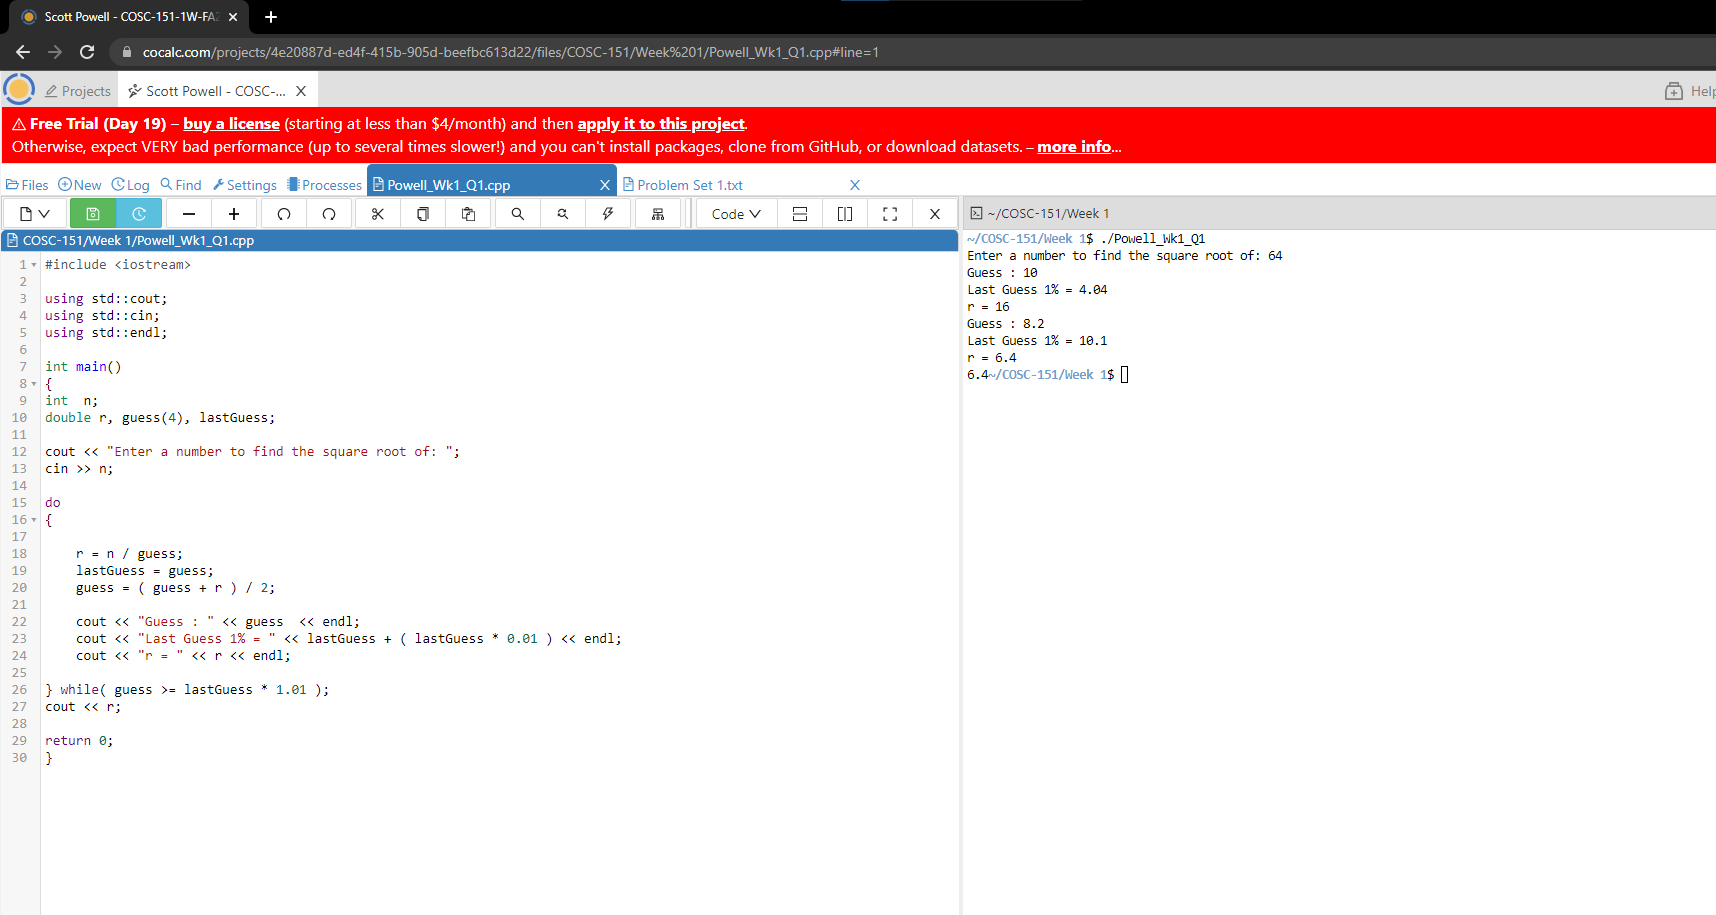 Scott Powell - COSC-151-1W-FA2
cocalc.com/projects/4e20887d-ed4f-415b-905d-beefbc613d22/files/COSC-151/Week%201/Powell_Wk1_Q1.cpp#line=1
Projects Scott Powell - COSC-... X Help
Free Trial (Day 19) – buy a license (starting at less than $4/month) and then apply it to this project.
Otherwise, expect VERY bad performance (up to several times slower!) and you can't install packages, clone from GitHub, or download datasets. – more info...
Files New Log Find Settings Processes Powell_Wk1_Q1.cpp X Problem Set 1.txt X
Code
COSC-151/Week 1/Powell_Wk1_Q1.cpp
1 #include <iostream>
2
3 using std::cout;
4 using std::cin;
5 using std::endl;
6
7 int main()
8 {
9 int  n;
10 double r, guess(4), lastGuess;
11
12 cout << "Enter a number to find the square root of: ";
13 cin >> n;
14
15 do
16 {
17
18     r = n / guess;
19     lastGuess = guess;
20     guess = ( guess + r ) / 2;
21
22     cout << "Guess : " << guess  << endl;
23     cout << "Last Guess 1% = " << lastGuess + ( lastGuess * 0.01 ) << endl;
24     cout << "r = " << r << endl;
25
26 } while( guess >= lastGuess * 1.01 );
27 cout << r;
28
29 return 0;
30 }
~/COSC-151/Week 1
~/COSC-151/Week 1$ ./Powell_Wk1_Q1
Enter a number to find the square root of: 64
Guess : 10
Last Guess 1% = 4.04
r = 16
Guess : 8.2
Last Guess 1% = 10.1
r = 6.4
6.4~/COSC-151/Week 1$